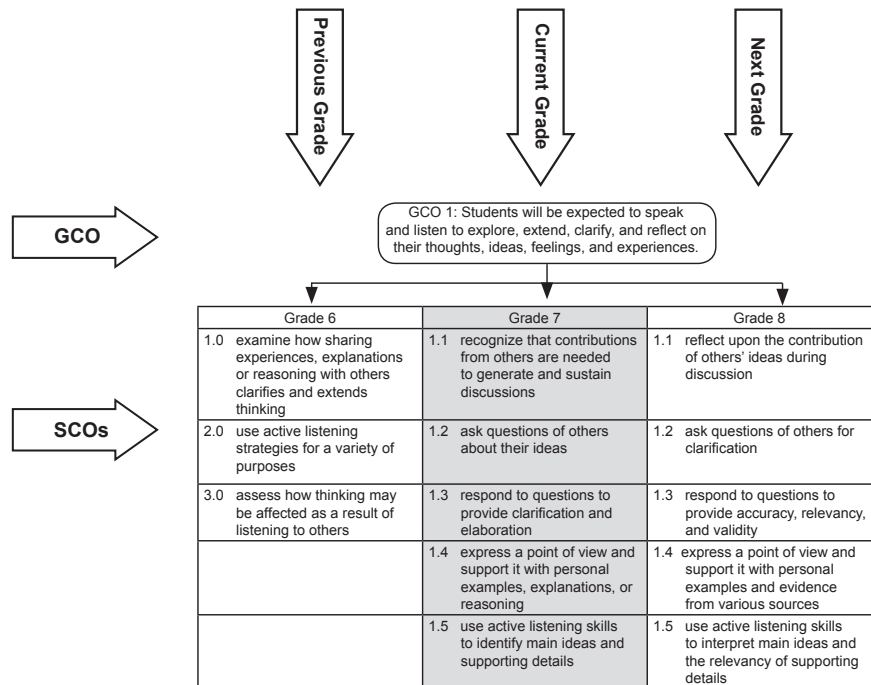 Previous Grade
Current Grade
Next Grade
GCO
GCO 1: Students will be expected to speak
and listen to explore, extend, clarify, and reflect on
their thoughts, ideas, feelings, and experiences.
SCOs
Grade 6
Grade 7
Grade 8
1.0 examine how sharing
experiences, explanations
or reasoning with others
clarifies and extends
thinking
1.1 recognize that contributions
from others are needed
to generate and sustain
discussions
1.1 reflect upon the contribution
of others' ideas during
discussion
2.0 use active listening
strategies for a variety of
purposes
1.2 ask questions of others
about their ideas
1.2 ask questions of others for
clarification
3.0 assess how thinking may
be affected as a result of
listening to others
1.3 respond to questions to
provide clarification and
elaboration
1.3 respond to questions to
provide accuracy, relevancy,
and validity
1.4 express a point of view and
support it with personal
examples, explanations, or
reasoning
1.4 express a point of view and
support it with personal
examples and evidence
from various sources
1.5 use active listening skills
to identify main ideas and
supporting details
1.5 use active listening skills
to interpret main ideas and
the relevancy of supporting
details